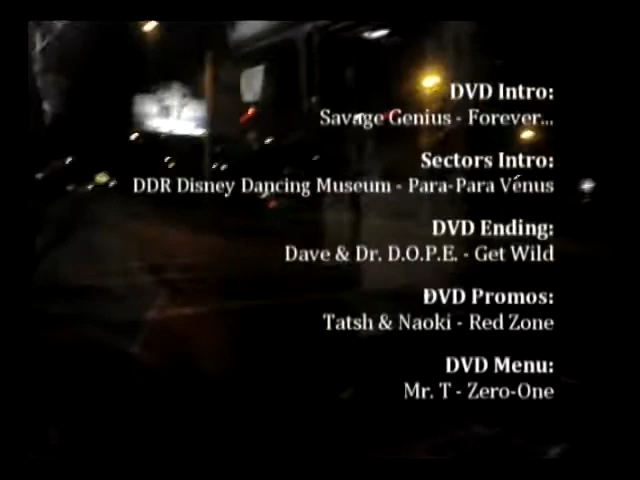 DVD Intro:
Savage Genius - Forever...
Sectors Intro:
DDR Disney Dancing Museum - Para-Para Vénus
DVD Ending:
Dave & Dr. D.O.P.E. - Get Wild
DVD Promos:
Tatsh & Naoki - Red Zone
DVD Menu:
Mr. T - Zero-One